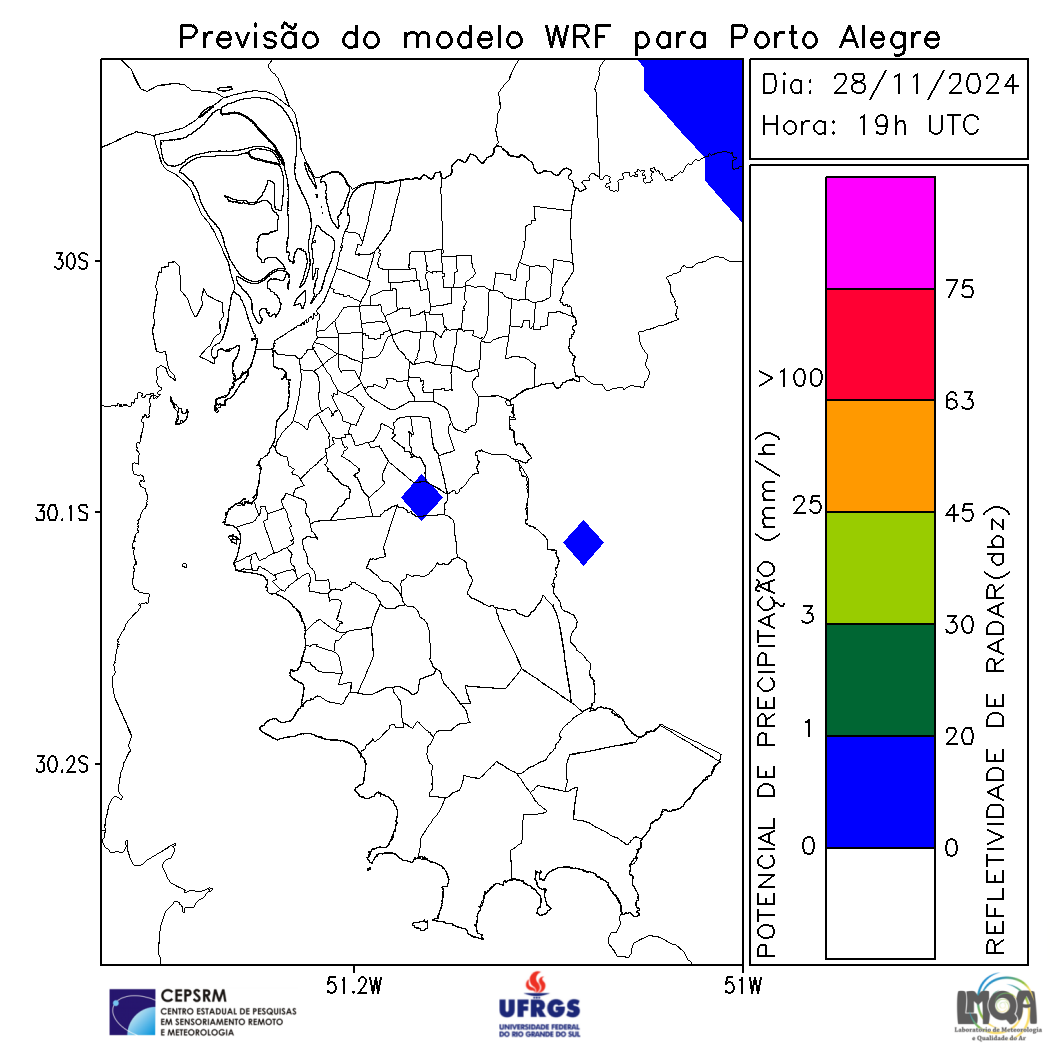 Previsão do modelo WRF para Porto Alegre
Dia: 28/11/2024
Hora: 19h UTC
30S
30.1S
30.2S
51.2W
51W
POTENCIAL DE PRECIPITAÇÃO (mm/h)
>100
25
3
1
0
75
63
45
30
20
0
REFLETIVIDADE DE RADAR(dbz)
CEPSRM
CENTRO ESTADUAL DE PESQUISAS
EM SENSORIAMENTO REMOTO
E METEOROLOGIA
UFRGS
UNIVERSIDADE FEDERAL
DO RIO GRANDE DO SUL
LMQA
Laboratório de Meteorologia
e Qualidade do Ar